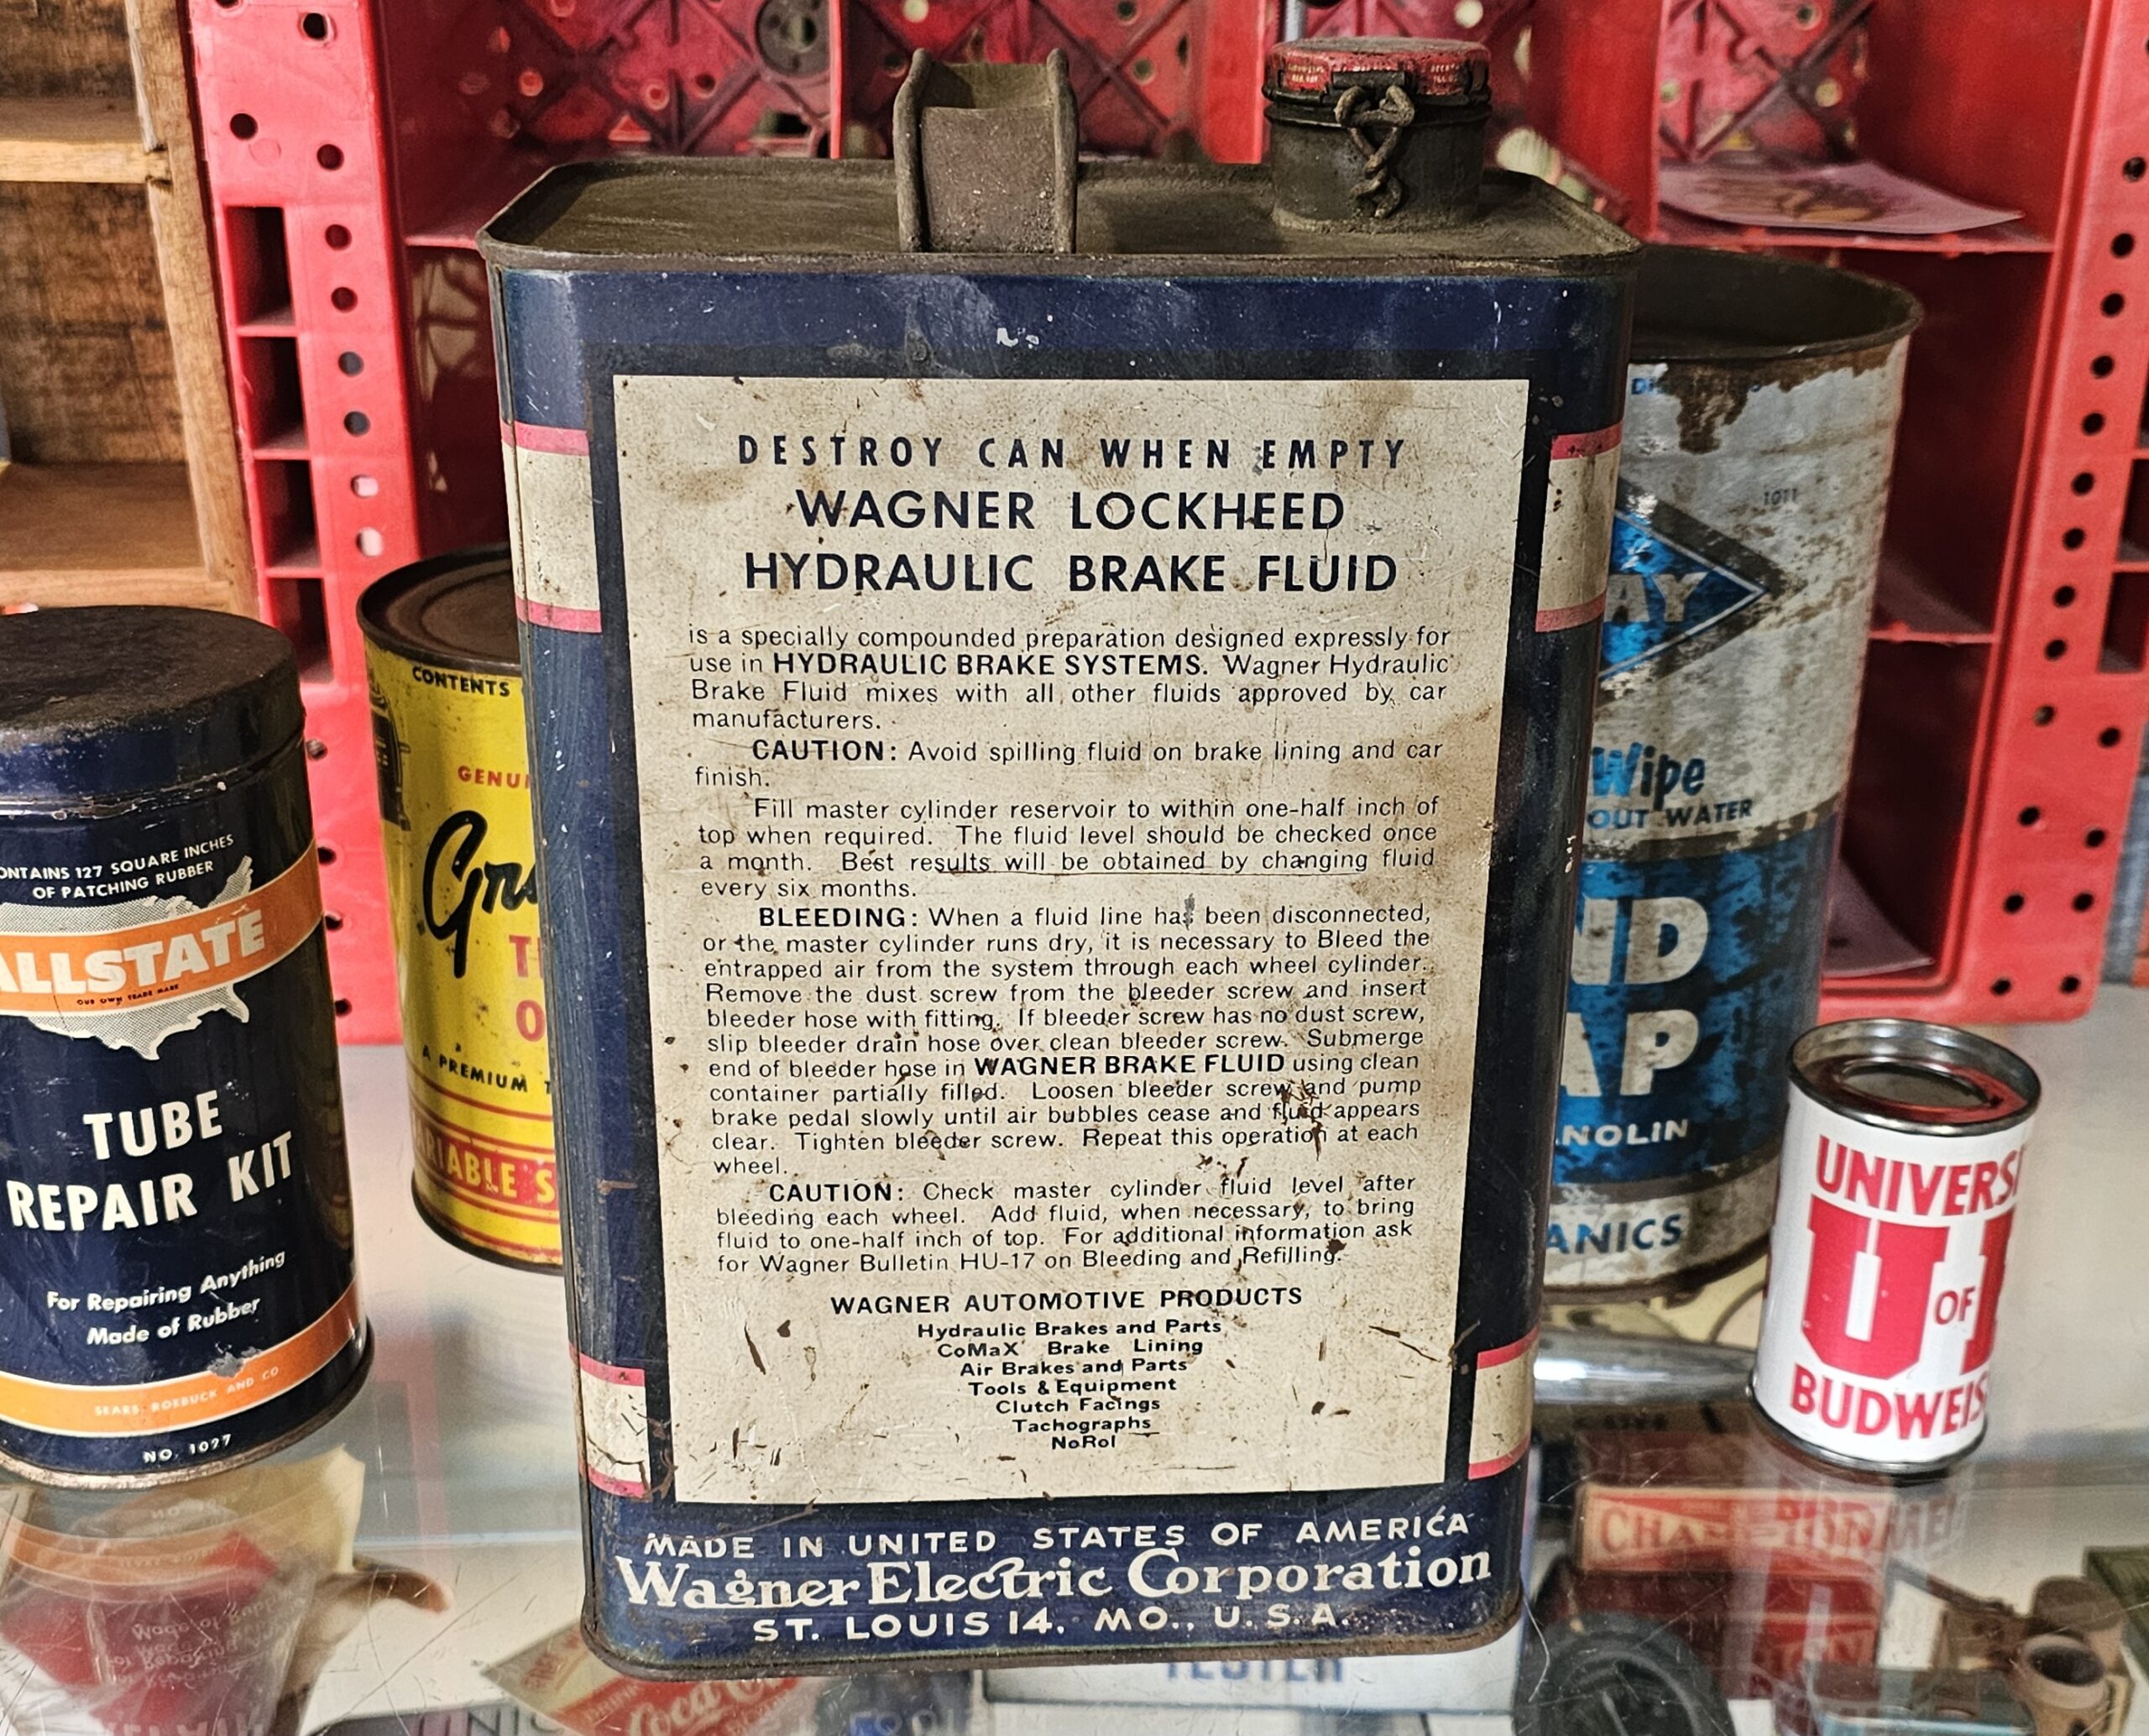 DESTROY CAN WHEN EMPTY
WAGNER LOCKHEED
HYDRAULIC BRAKE FLUID
is a specially compounded preparation designed expressly for
use in HYDRAULIC BRAKE SYSTEMS. Wagner Hydraulic
Brake Fluid mixes with all other fluids approved by car
manufacturers.
CAUTION: Avoid spilling fluid on brake lining and car
finish.
Fill master cylinder reservoir to within one-half inch of
top when required. The fluid level should be checked once
a month. Best results will be obtained by changing fluid
every six months.
BLEEDING: When a fluid line has been disconnected,
or the master cylinder runs dry, it is necessary to Bleed the
entrapped air from the system through each wheel cylinder.
Remove the dust screw from the bleeder screw and insert
bleeder hose with fitting. If bleeder screw has no dust screw,
slip bleeder drain hose over clean bleeder screw. Submerge
end of bleeder hose in WAGNER BRAKE FLUID using clean
container partially filled. Loosen bleeder screw and pump
brake pedal slowly until air bubbles cease and fluid appears
clear. Tighten bleeder screw. Repeat this operation at each
wheel.
CAUTION: Check master cylinder fluid level after
bleeding each wheel. Add fluid, when necessary, to bring
fluid to one-half inch of top. For additional information ask
for Wagner Bulletin HU-17 on Bleeding and Refilling.
WAGNER AUTOMOTIVE PRODUCTS
Hydraulic Brakes and Parts
CoMaX Brake Lining
Air Brakes and Parts
Tools & Equipment
Clutch Facings
Tachographs
NoRol
MADE IN UNITED STATES OF AMERICA
Wagner Electric Corporation
ST. LOUIS 14, MO., U.S.A.
CONTAINS 127 SQUARE INCHES
OF PATCHING RUBBER
ALLSTATE
OUR OWN TRADE MARK
TUBE
REPAIR KIT
For Repairing Anything
Made of Rubber
SEARS, ROEBUCK AND CO
NO. 1027
CONTENTS
GENU
A PREMIUM
RIABLE S
AY
Wipe
OUT WATER
ND
AP
NOLIN
ANICS
UNIVERSI
U OF
BUDWEIS
TESTER
Coca